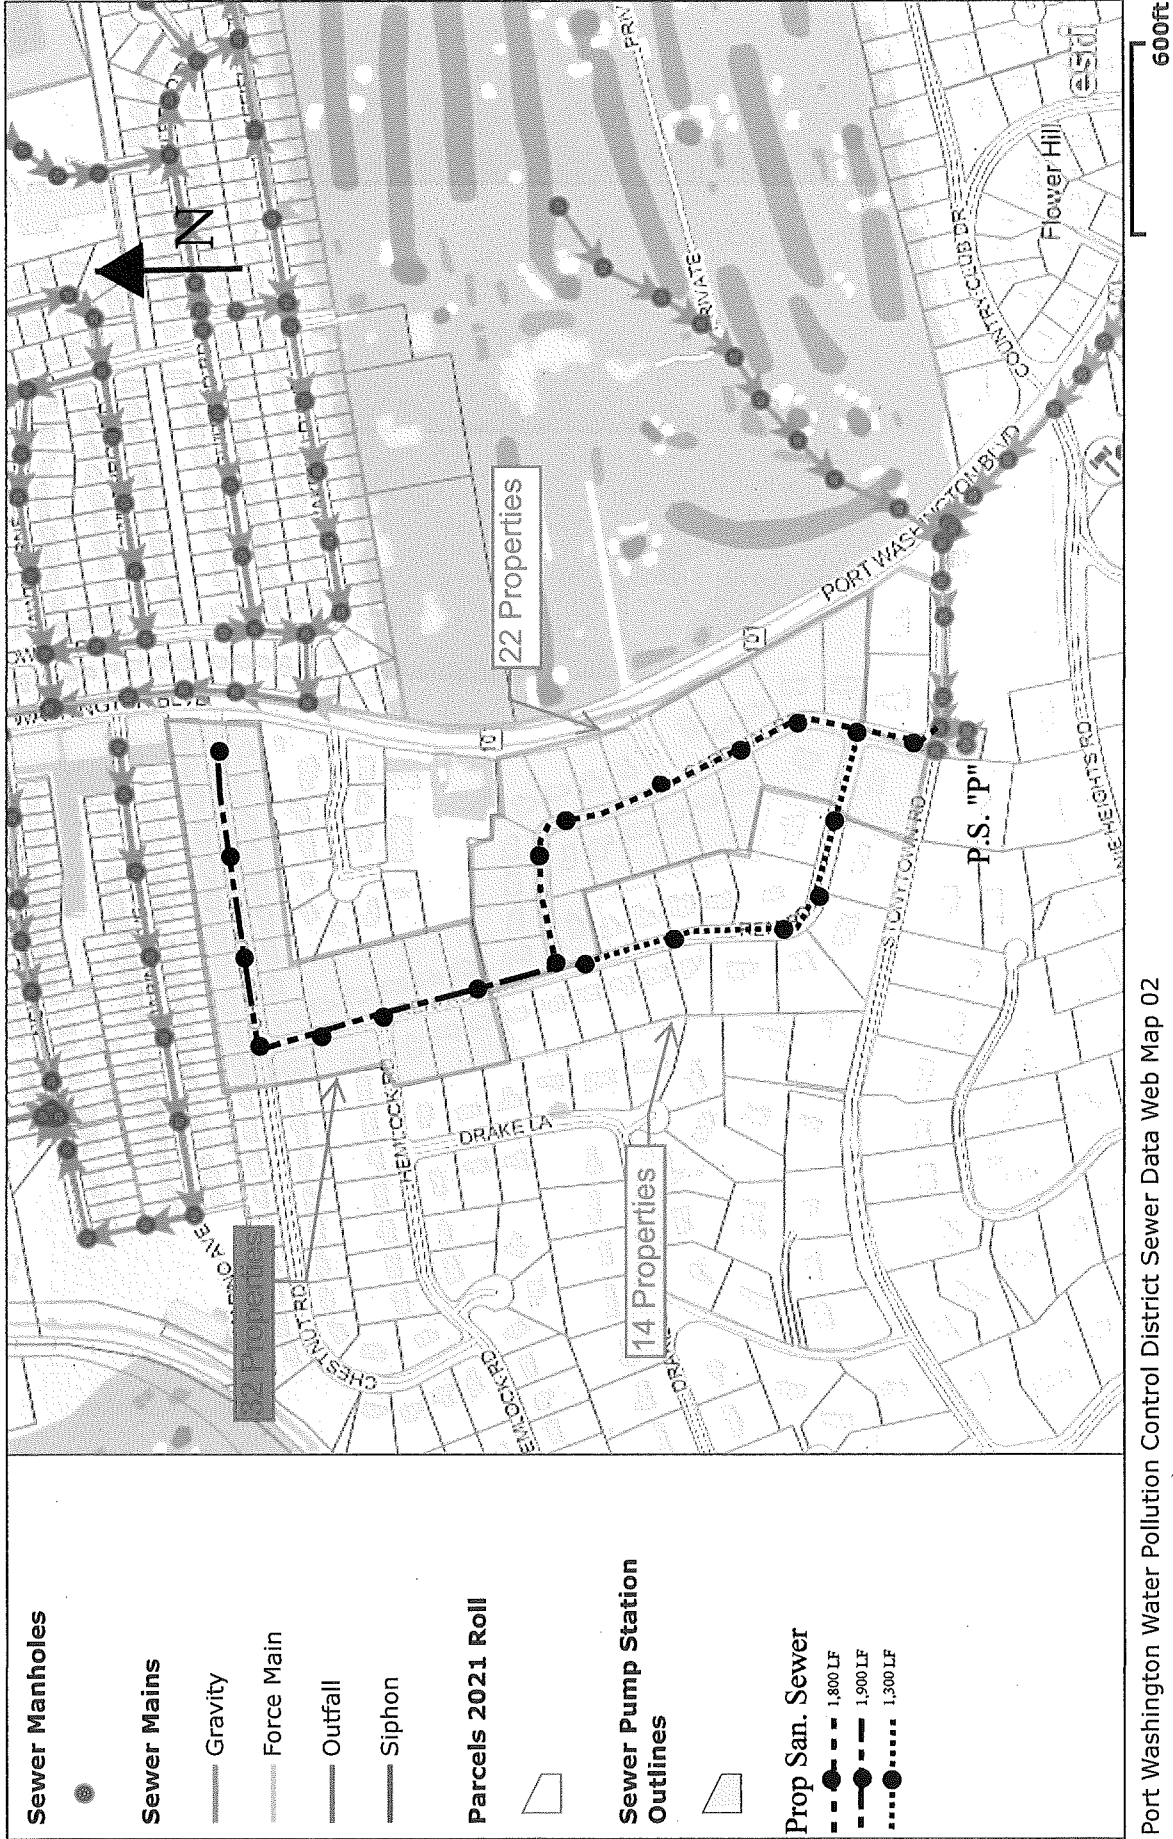 Sewer Manholes
Sewer Mains
Gravity
Force Main
Outfall
Siphon
Parcels 2021 Roll
Sewer Pump Station
Outlines
Prop San. Sewer
1,800 LF
1,900 LF
1,300 LF
N
22 Properties
32 Properties
14 Properties
PORT WASHINGTON BLVD
101
101
PRIVATE
PRIV
COUNTRY CLUB DR
Flower Hill
esri
CHESTNUT RD
HEMLOCK RD
DRAKE LA
STONYTOWN RD
P.S. "P"
600ft
Port Washington Water Pollution Control District Sewer Data Web Map 02